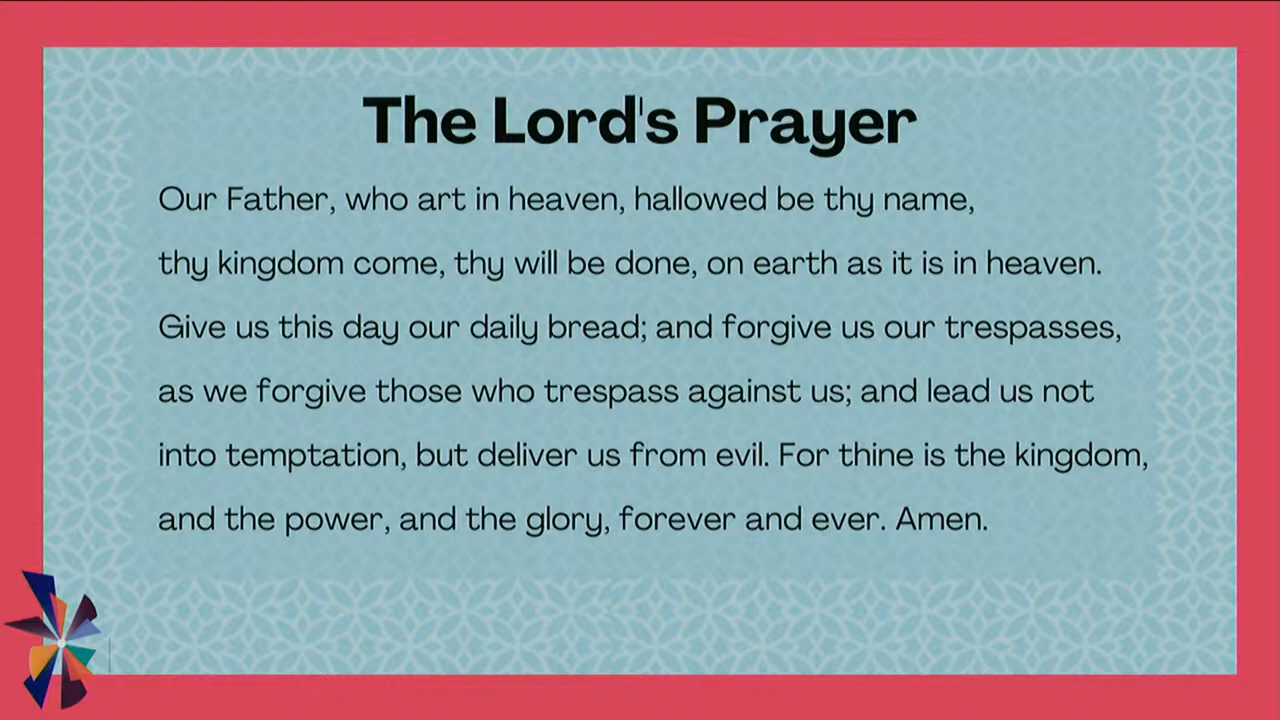 The Lord's Prayer
Our Father, who art in heaven, hallowed be thy name,
thy kingdom come, thy will be done, on earth as it is in heaven.
Give us this day our daily bread; and forgive us our trespasses,
as we forgive those who trespass against us; and lead us not
into temptation, but deliver us from evil. For thine is the kingdom,
and the power, and the glory, forever and ever. Amen.